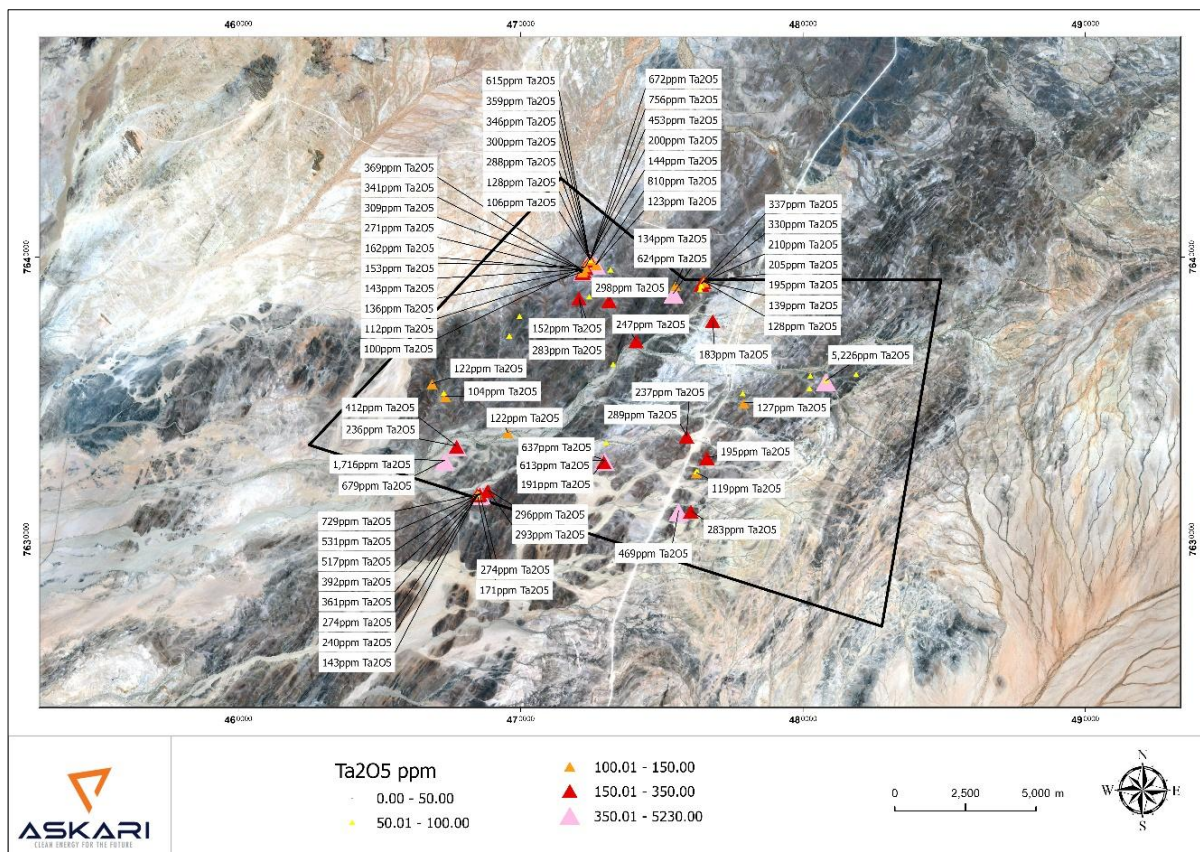 460000
470000
480000
490000
615ppm Ta2O5
359ppm Ta2O5
346ppm Ta2O5
300ppm Ta2O5
288ppm Ta2O5
128ppm Ta2O5
106ppm Ta2O5
672ppm Ta2O5
756ppm Ta2O5
453ppm Ta2O5
200ppm Ta2O5
144ppm Ta2O5
810ppm Ta2O5
123ppm Ta2O5
369ppm Ta2O5
341ppm Ta2O5
309ppm Ta2O5
271ppm Ta2O5
162ppm Ta2O5
153ppm Ta2O5
143ppm Ta2O5
136ppm Ta2O5
112ppm Ta2O5
100ppm Ta2O5
337ppm Ta2O5
330ppm Ta2O5
210ppm Ta2O5
205ppm Ta2O5
195ppm Ta2O5
139ppm Ta2O5
128ppm Ta2O5
134ppm Ta2O5
624ppm Ta2O5
7640000
7640000
298ppm Ta2O5
152ppm Ta2O5
283ppm Ta2O5
247ppm Ta2O5
183ppm Ta2O5
5,226ppm Ta2O5
122ppm Ta2O5
104ppm Ta2O5
237ppm Ta2O5
289ppm Ta2O5
127ppm Ta2O5
412ppm Ta2O5
236ppm Ta2O5
122ppm Ta2O5
637ppm Ta2O5
613ppm Ta2O5
191ppm Ta2O5
195ppm Ta2O5
1,716ppm Ta2O5
679ppm Ta2O5
119ppm Ta2O5
729ppm Ta2O5
531ppm Ta2O5
517ppm Ta2O5
392ppm Ta2O5
361ppm Ta2O5
274ppm Ta2O5
240ppm Ta2O5
143ppm Ta2O5
296ppm Ta2O5
293ppm Ta2O5
274ppm Ta2O5
171ppm Ta2O5
283ppm Ta2O5
469ppm Ta2O5
7630000
7630000
460000
470000
480000
490000
ASKARI
CLEAN ENERGY FOR THE FUTURE
Ta2O5 ppm
0.00 - 50.00
50.01 - 100.00
100.01 - 150.00
150.01 - 350.00
350.01 - 5230.00
0
2,500
5,000 m
N
W
E
S